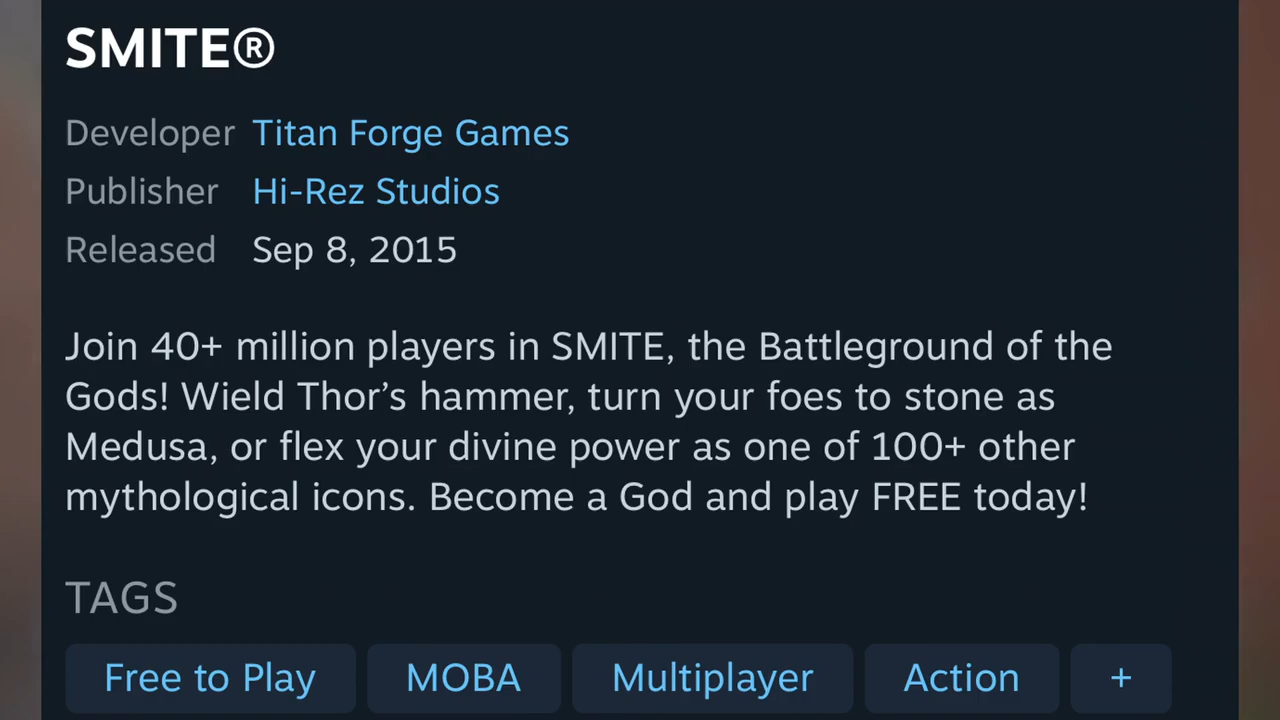 SMITE®
Developer Titan Forge Games
Publisher Hi-Rez Studios
Released Sep 8, 2015
Join 40+ million players in SMITE, the Battleground of the
Gods! Wield Thor’s hammer, turn your foes to stone as
Medusa, or flex your divine power as one of 100+ other
mythological icons. Become a God and play FREE today!
TAGS
Free to Play MOBA Multiplayer Action +